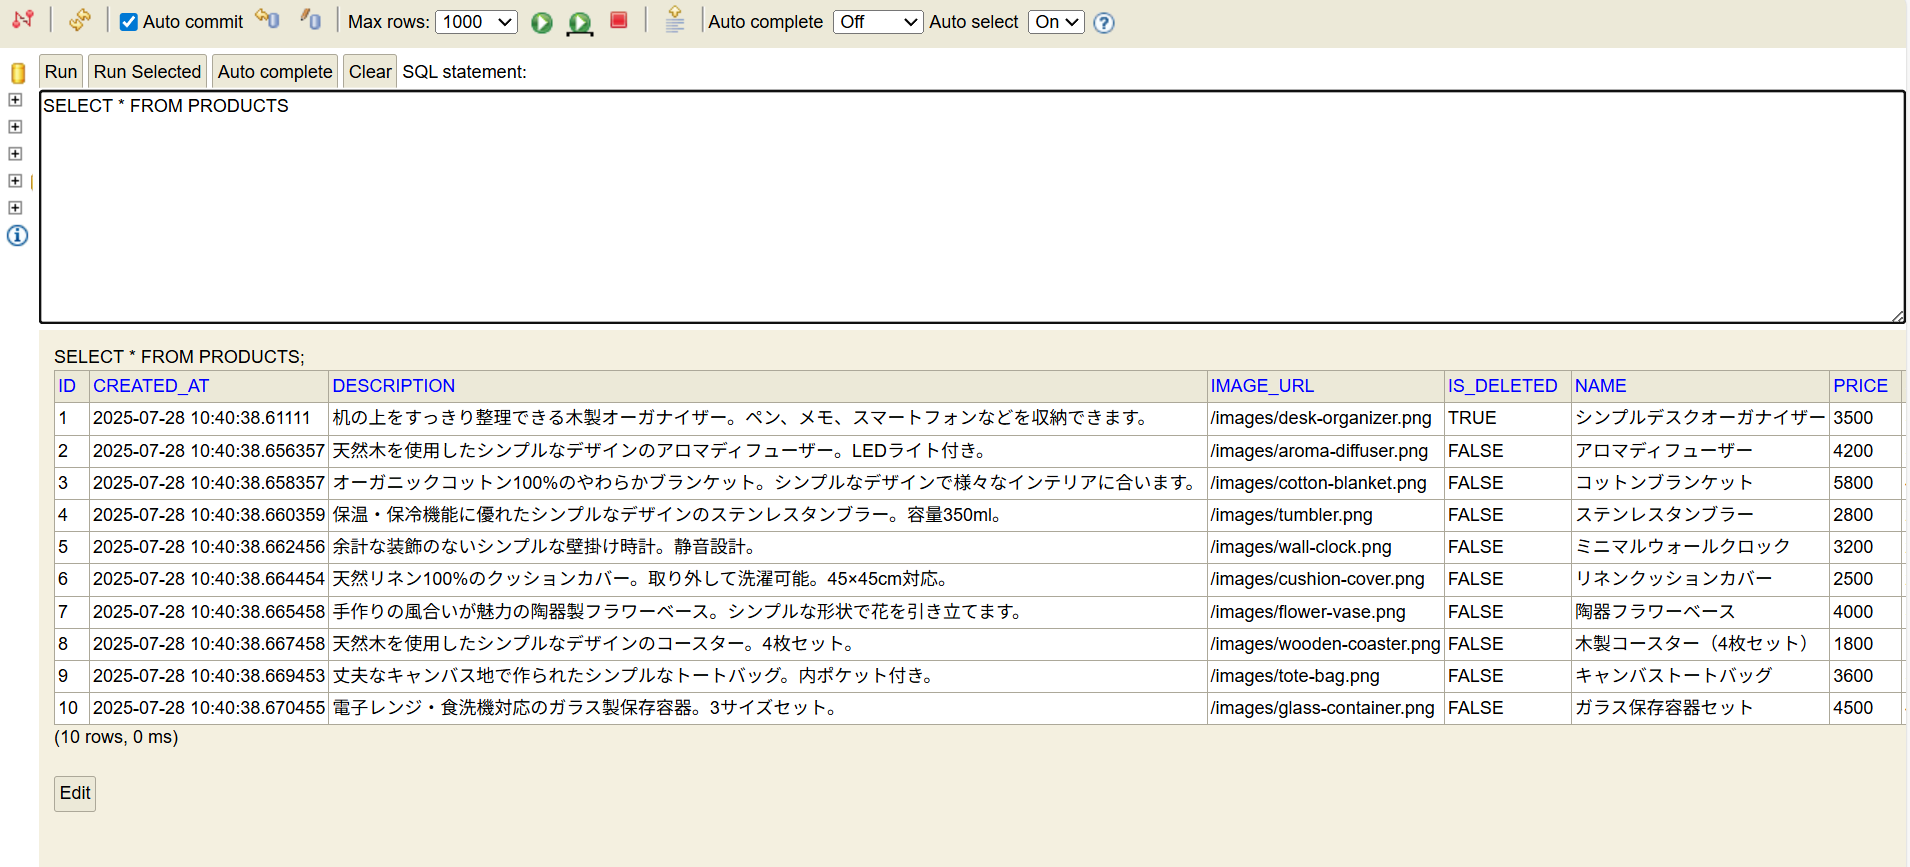 Auto commit Max rows: 1000 Auto complete Off Auto select On ?
Run Run Selected Auto complete Clear SQL statement:
SELECT * FROM PRODUCTS
SELECT * FROM PRODUCTS;
ID CREATED_AT DESCRIPTION IMAGE_URL IS_DELETED NAME PRICE
1 2025-07-28 10:40:38.61111 机の上をすっきり整理できる木製オーガナイザー。ペン、メモ、スマートフォンなどを収納できます。 /images/desk-organizer.png TRUE シンプルデスクオーガナイザー 3500
2 2025-07-28 10:40:38.656357 天然木を使用したシンプルなデザインのアロマディフューザー。LEDライト付き。 /images/aroma-diffuser.png FALSE アロマディフューザー 4200
3 2025-07-28 10:40:38.658357 オーガニックコットン100%のやわらかブランケット。シンプルなデザインで様々なインテリアに合います。 /images/cotton-blanket.png FALSE コットンブランケット 5800
4 2025-07-28 10:40:38.660359 保温・保冷機能に優れたシンプルなデザインのステンレスタンブラー。容量350ml。 /images/tumbler.png FALSE ステンレスタンブラー 2800
5 2025-07-28 10:40:38.662456 余計な装飾のないシンプルな壁掛け時計。静音設計。 /images/wall-clock.png FALSE ミニマルウォールクロック 3200
6 2025-07-28 10:40:38.664454 天然リネン100%のクッションカバー。取り外して洗濯可能。45×45cm対応。 /images/cushion-cover.png FALSE リネンクッションカバー 2500
7 2025-07-28 10:40:38.665458 手作りの風合いが魅力の陶器製フラワーベース。シンプルな形状で花を引き立てます。 /images/flower-vase.png FALSE 陶器フラワーベース 4000
8 2025-07-28 10:40:38.667458 天然木を使用したシンプルなデザインのコースター。4枚セット。 /images/wooden-coaster.png FALSE 木製コースター（4枚セット） 1800
9 2025-07-28 10:40:38.669453 丈夫なキャンバス地で作られたシンプルなトートバッグ。内ポケット付き。 /images/tote-bag.png FALSE キャンバストートバッグ 3600
10 2025-07-28 10:40:38.670455 電子レンジ・食洗機対応のガラス製保存容器。3サイズセット。 /images/glass-container.png FALSE ガラス保存容器セット 4500
(10 rows, 0 ms)
Edit